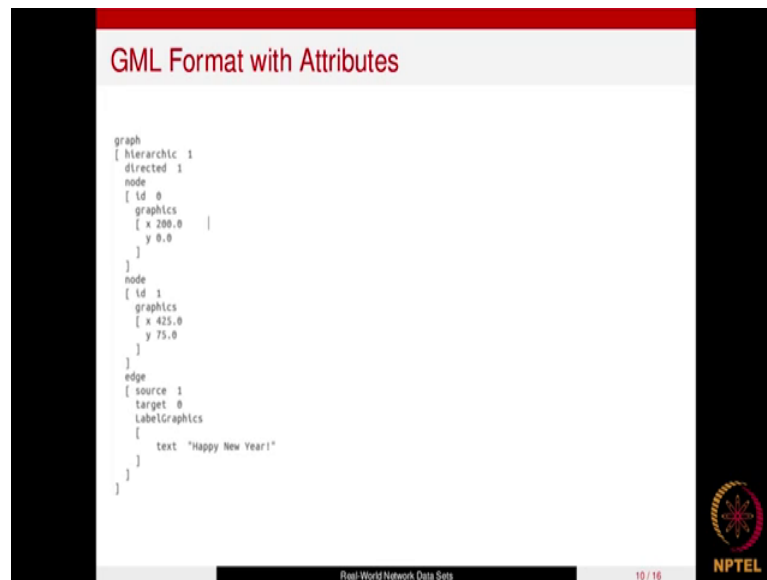 GML Format with Attributes
graph
[ hierarchic 1
directed 1
node
[ id 0
graphics
[ x 200.0
y 0.0
]
]
node
[ id 1
graphics
[ x 425.0
y 75.0
]
]
edge
[ source 1
target 0
LabelGraphics
[
text "Happy New Year!"
]
]
]
Real-World Network Data Sets
10 / 16
NPTEL